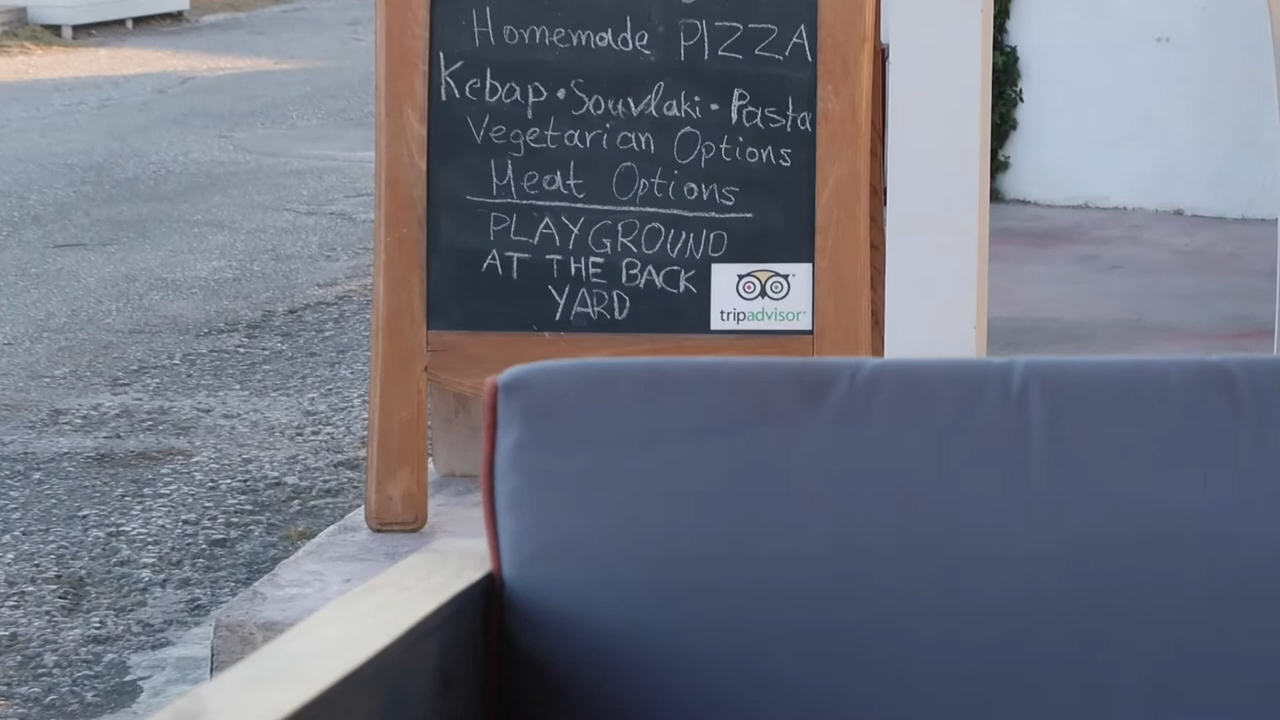 Homemade PIZZA
Kebap • Souvlaki • Pasta
Vegetarian Options
Meat Options
PLAYGROUND
AT THE BACK
YARD
tripadvisor